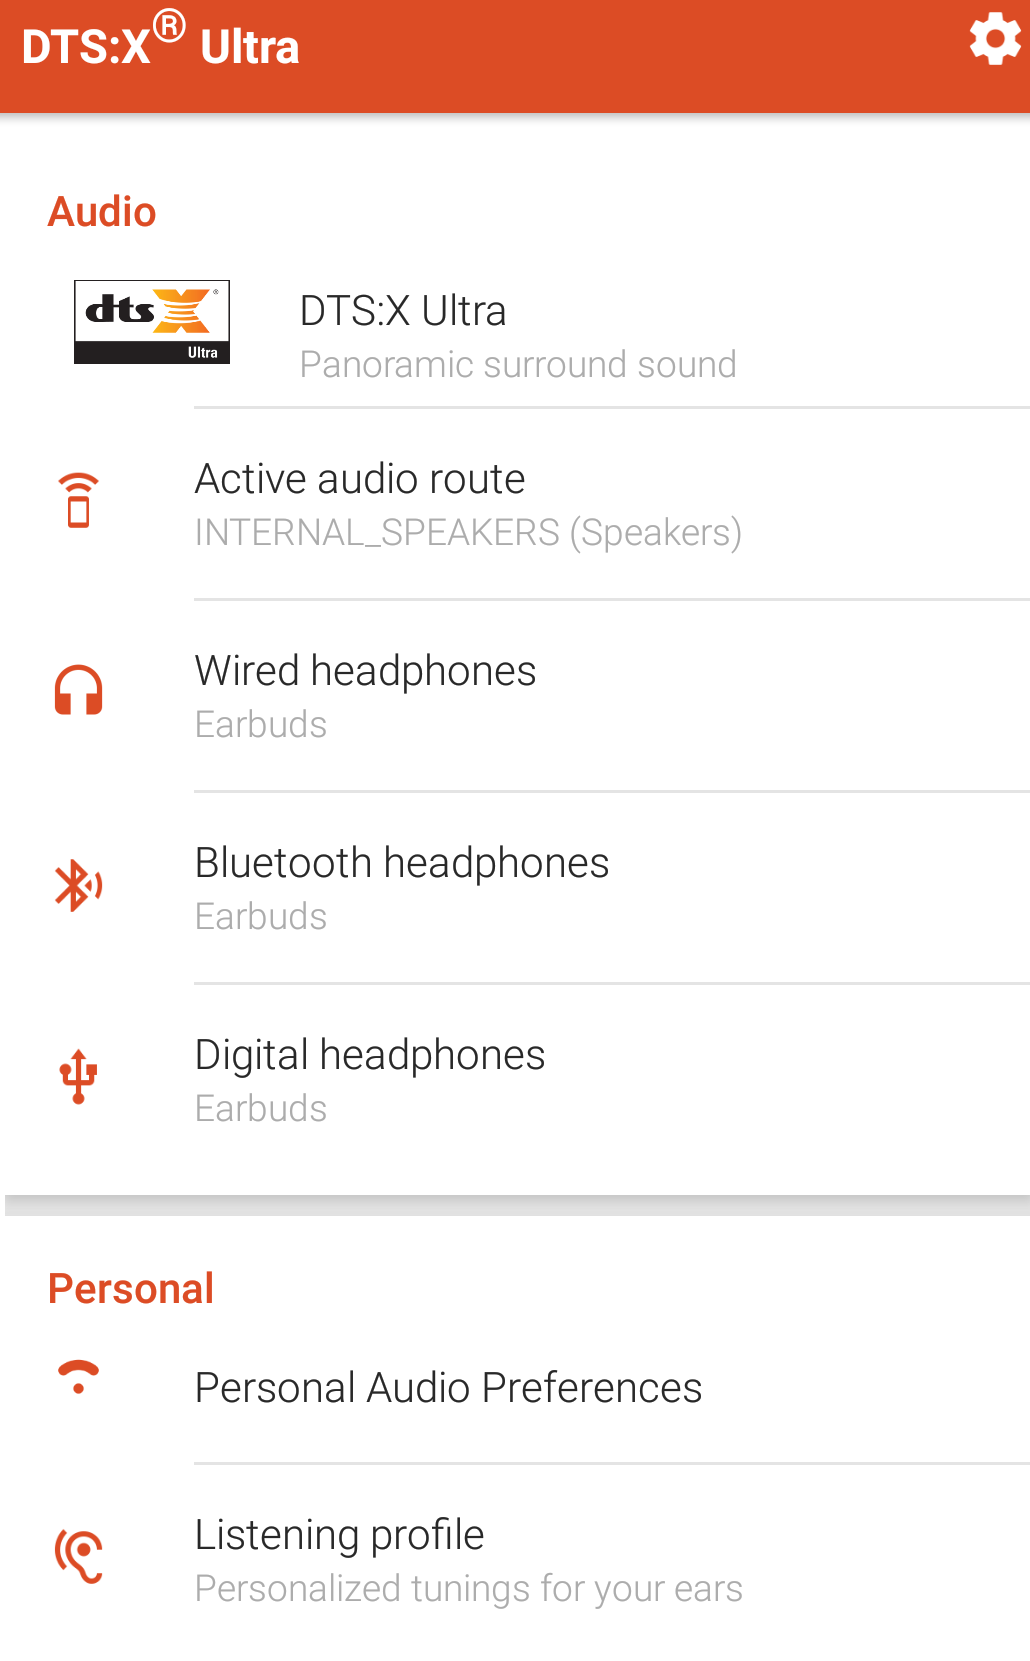 DTS:X® Ultra
Audio
dts X®
Ultra
DTS:X Ultra
Panoramic surround sound
Active audio route
INTERNAL_SPEAKERS (Speakers)
Wired headphones
Earbuds
Bluetooth headphones
Earbuds
Digital headphones
Earbuds
Personal
Personal Audio Preferences
Listening profile
Personalized tunings for your ears